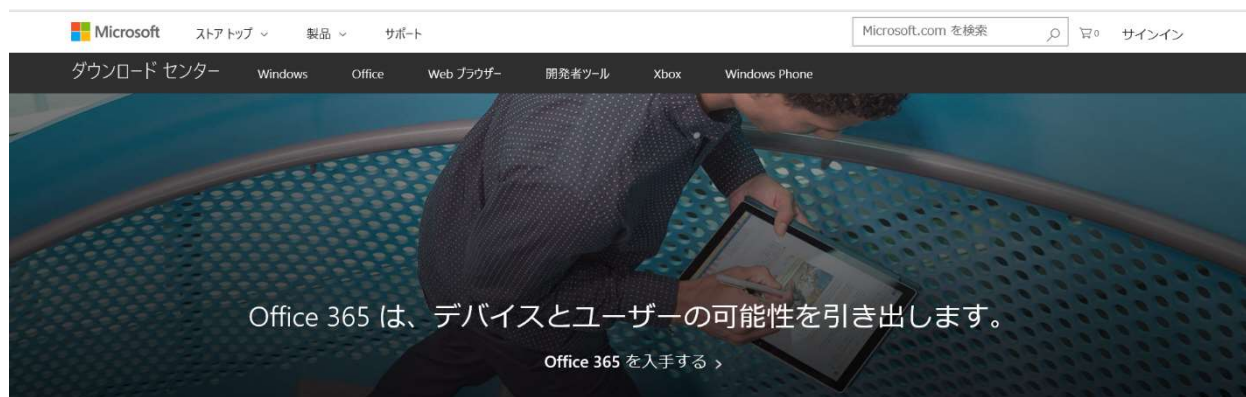 Microsoft ストア トップ 製品 サポート Microsoft.com を検索 0 サインイン
ダウンロード センター Windows Office Web ブラウザー 開発者ツール Xbox Windows Phone
Office 365 は、デバイスとユーザーの可能性を引き出します。
Office 365 を入手する >